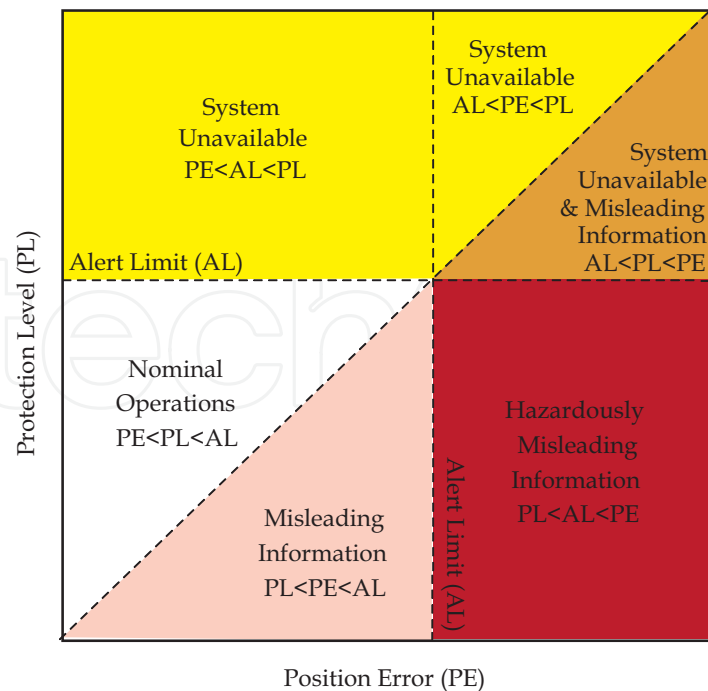 System
Unavailable
PE<AL<PL
System
Unavailable
AL<PE<PL
System
Unavailable
& Misleading
Information
AL<PL<PE
Alert Limit (AL)
Protection Level (PL)
Nominal
Operations
PE<PL<AL
Misleading
Information
PL<PE<AL
Alert Limit (AL)
Hazardously
Misleading
Information
PL<AL<PE
Position Error (PE)